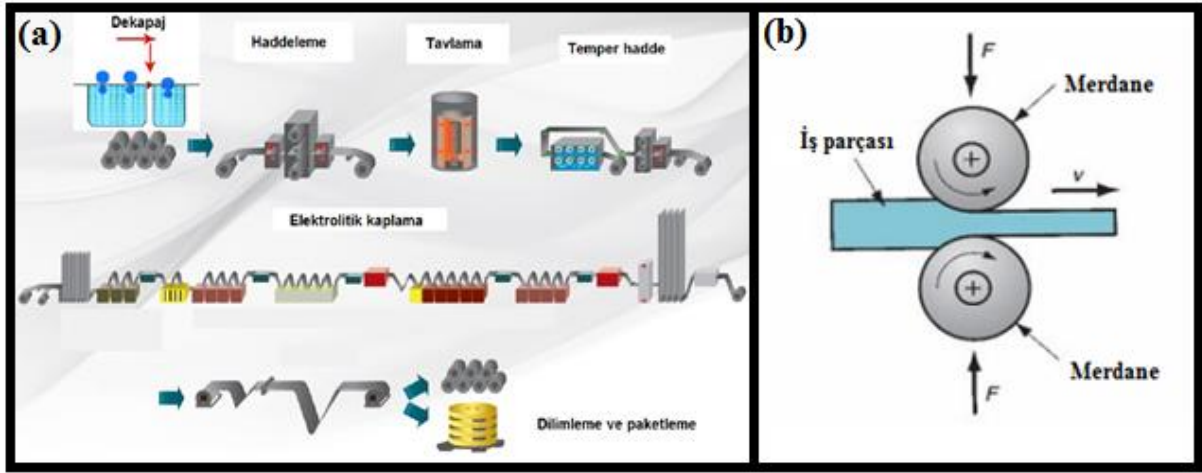 (a)
Dekapaj
Haddeleme
Tavlama
Temper hadde
Elektrolitik kaplama
Dilimleme ve paketleme
(b)
F
Merdane
İş parçası
v
Merdane
F